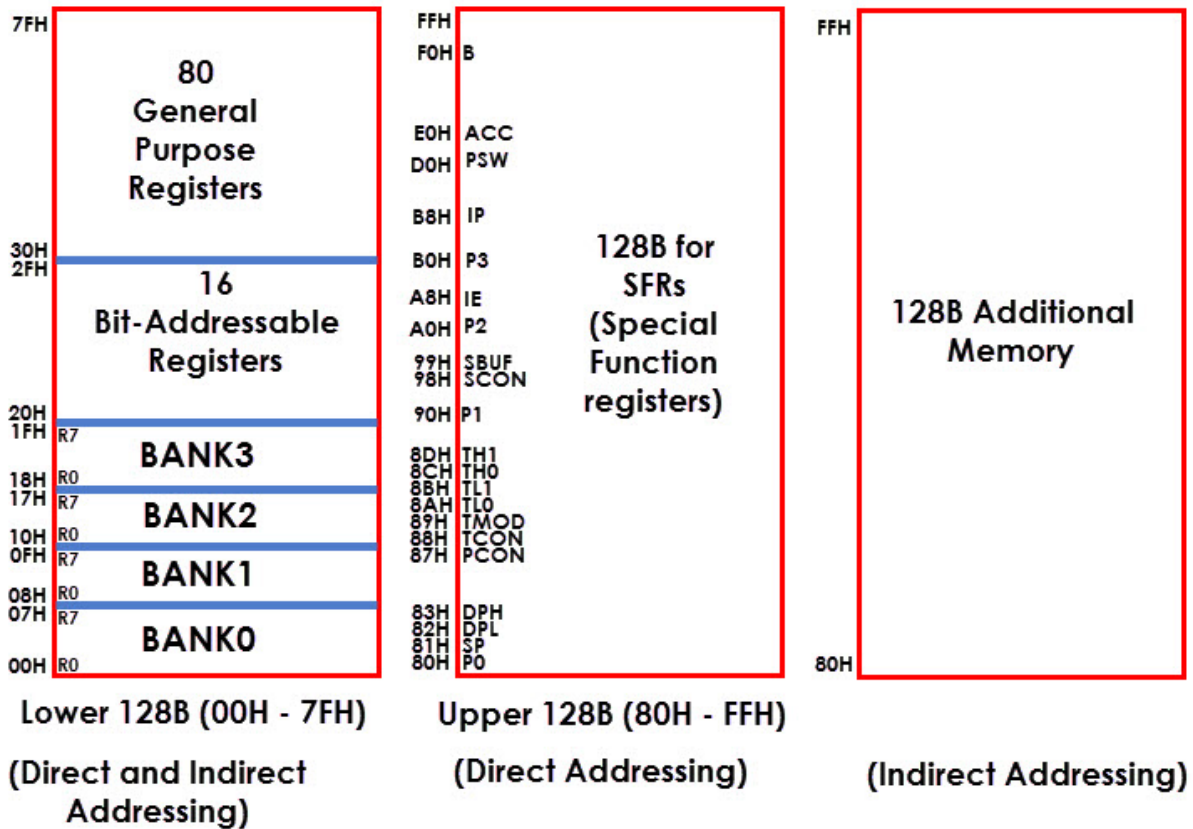 7FH
80
General
Purpose
Registers
30H
2FH
16
Bit-Addressable
Registers
20H
1FH R7
BANK3
18H R0
17H R7
BANK2
10H R0
0FH R7
BANK1
08H R0
07H R7
BANK0
00H R0
Lower 128B (00H - 7FH)
(Direct and Indirect
Addressing)
FFH
F0H B
E0H ACC
D0H PSW
B8H IP
B0H P3
A8H IE
A0H P2
99H SBUF
98H SCON
90H P1
8DH TH1
8CH TH0
8BH TL1
8AH TL0
89H TMOD
88H TCON
87H PCON
83H DPH
82H DPL
81H SP
80H P0
128B for
SFRs
(Special
Function
registers)
Upper 128B (80H - FFH)
(Direct Addressing)
FFH
128B Additional
Memory
80H
(Indirect Addressing)